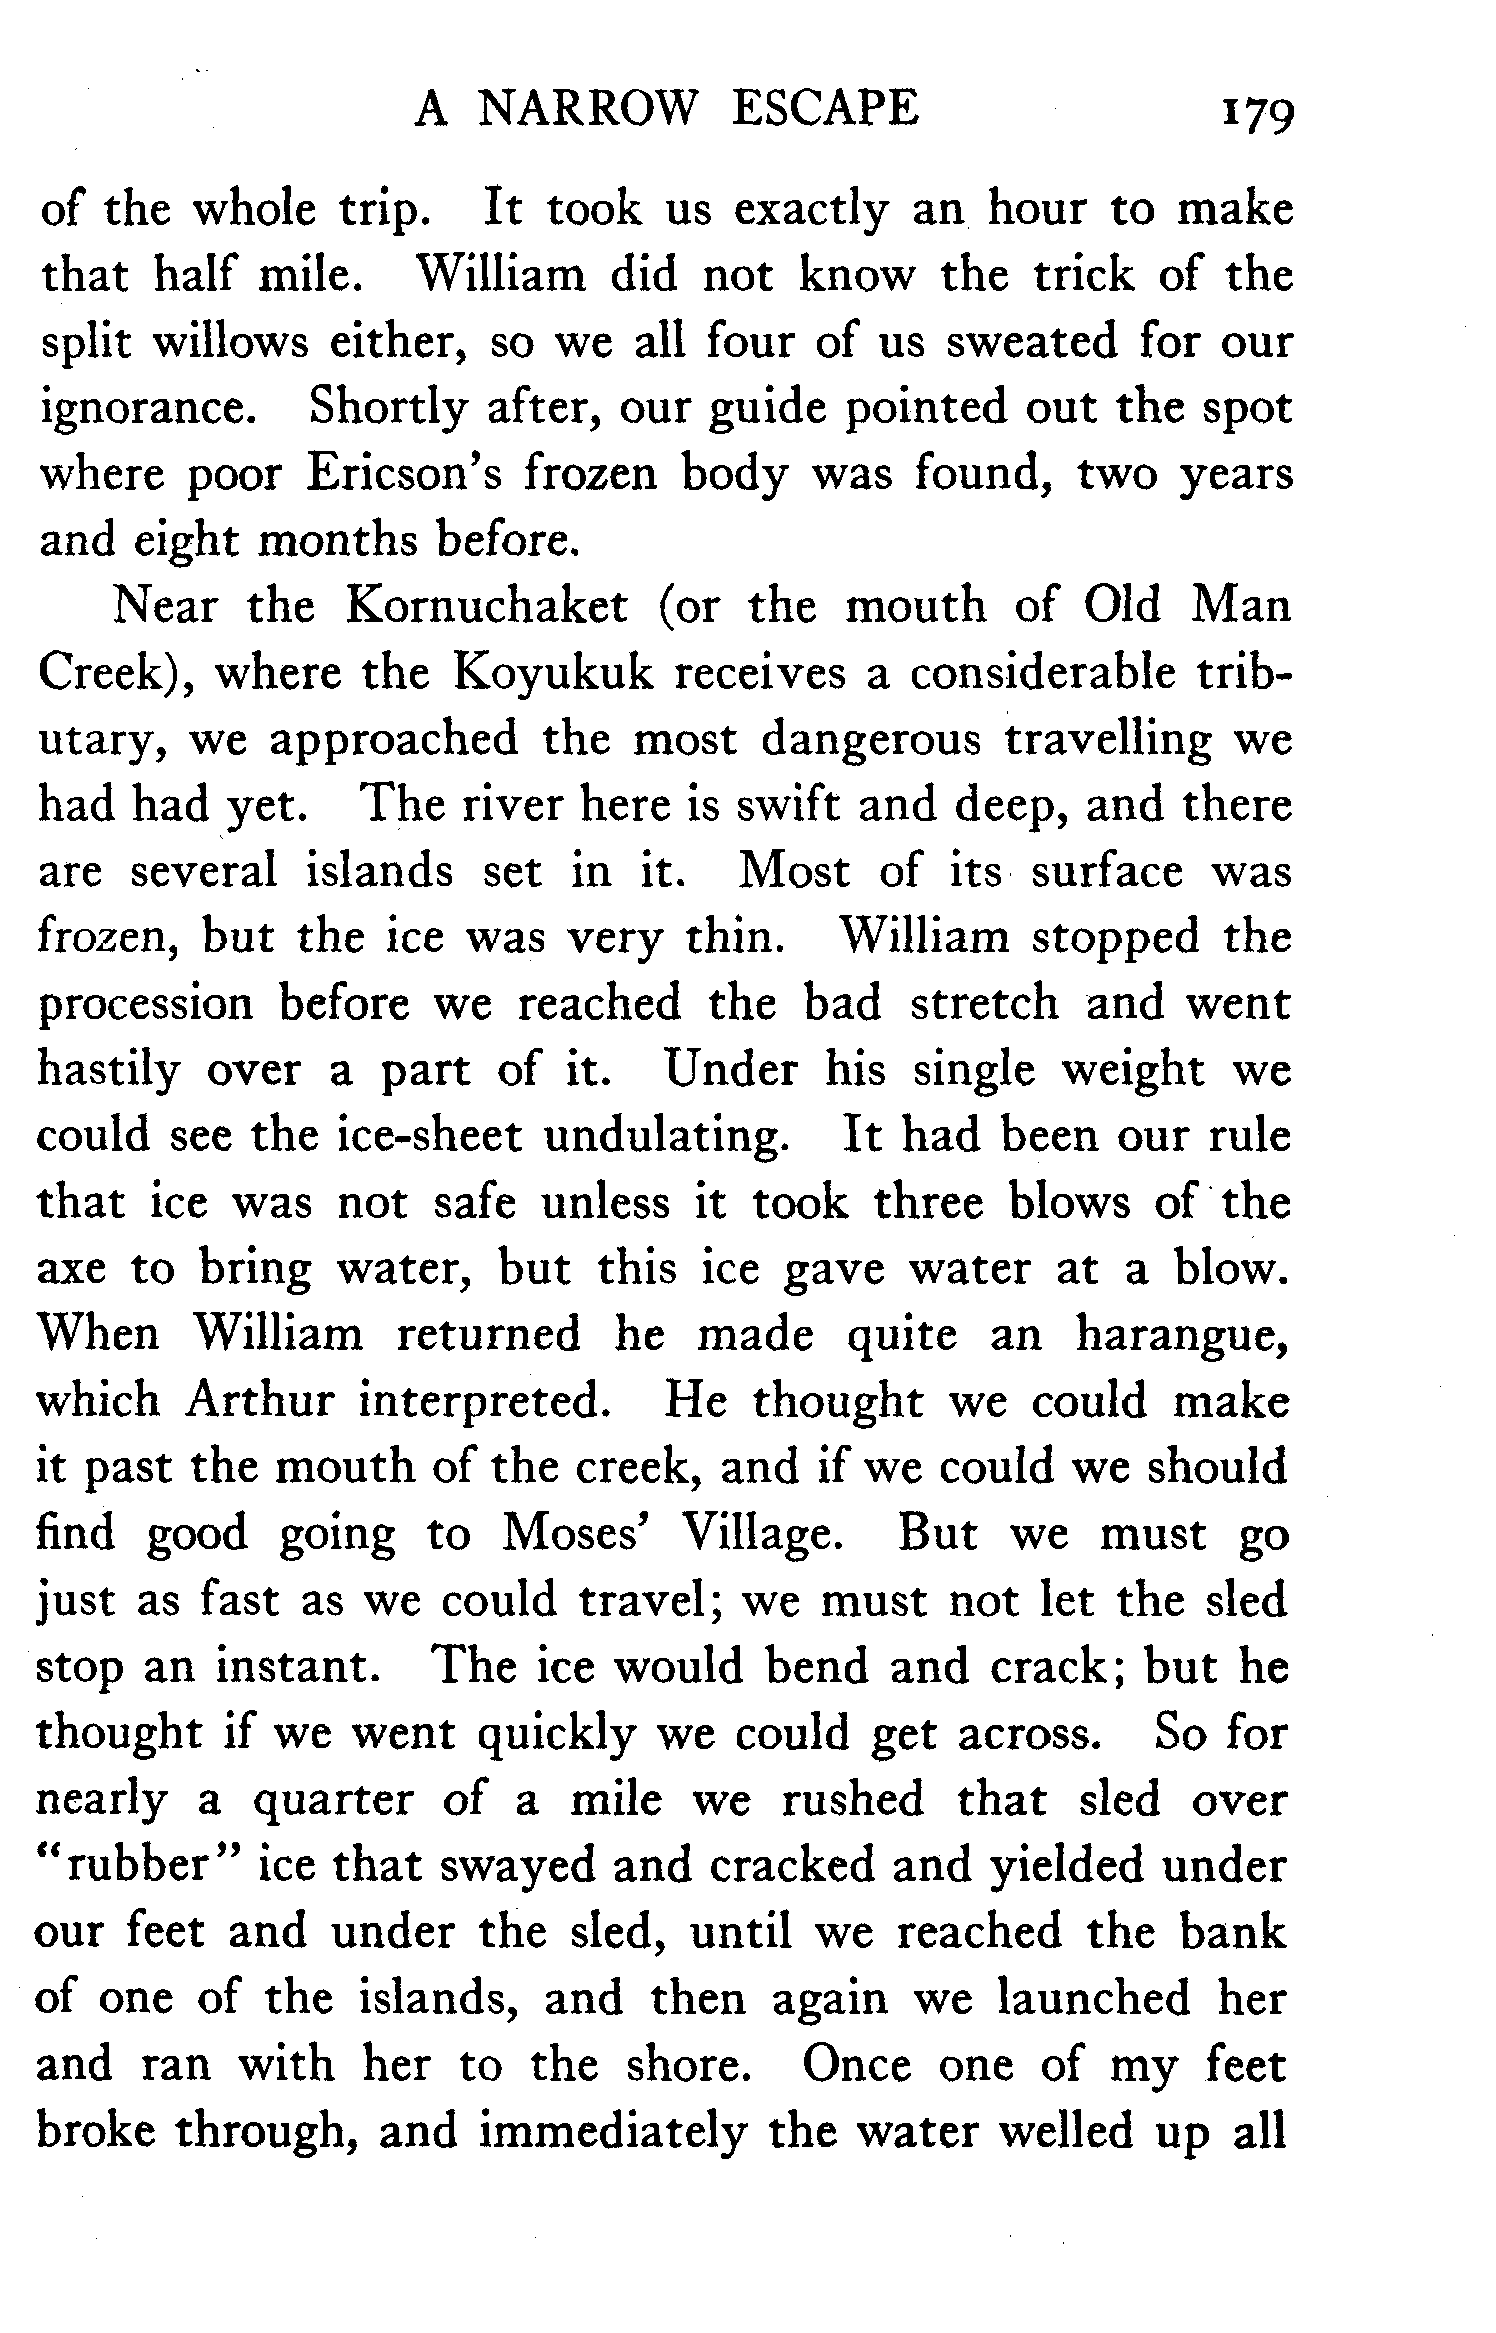 A NARROW ESCAPE 179
of the whole trip. It took us exactly an hour to make
that half mile. William did not know the trick of the
split willows either, so we all four of us sweated for our
ignorance. Shortly after, our guide pointed out the spot
where poor Ericson's frozen body was found, two years
and eight months before.
Near the Kornuchaket (or the mouth of Old Man
Creek), where the Koyukuk receives a considerable trib-
utary, we approached the most dangerous travelling we
had had yet. The river here is swift and deep, and there
are several islands set in it. Most of its surface was
frozen, but the ice was very thin. William stopped the
procession before we reached the bad stretch and went
hastily over a part of it. Under his single weight we
could see the ice-sheet undulating. It had been our rule
that ice was not safe unless it took three blows of the
axe to bring water, but this ice gave water at a blow.
When William returned he made quite an harangue,
which Arthur interpreted. He thought we could make
it past the mouth of the creek, and if we could we should
find good going to Moses' Village. But we must go
just as fast as we could travel; we must not let the sled
stop an instant. The ice would bend and crack; but he
thought if we went quickly we could get across. So for
nearly a quarter of a mile we rushed that sled over
"rubber" ice that swayed and cracked and yielded under
our feet and under the sled, until we reached the bank
of one of the islands, and then again we launched her
and ran with her to the shore. Once one of my feet
broke through, and immediately the water welled up all